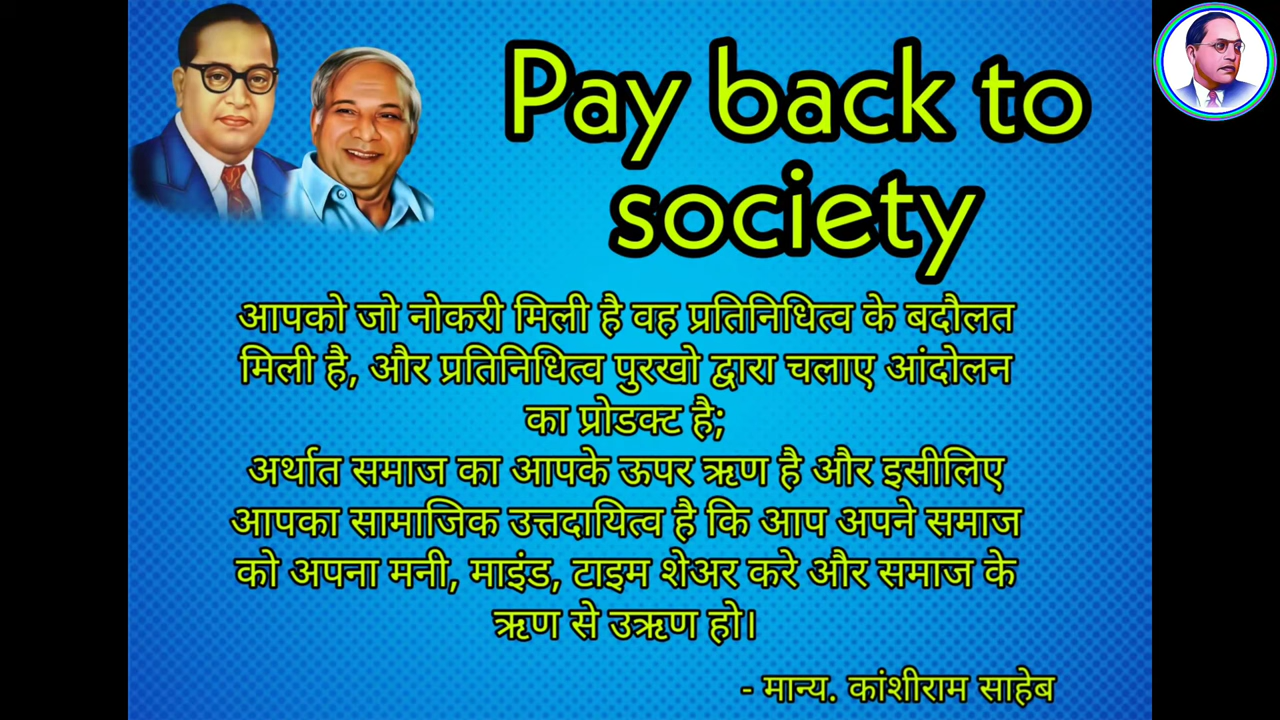 Pay back to
society
आपको जो नोकरी मिली है वह प्रतिनिधित्व के बदौलत
मिली है, और प्रतिनिधित्व पुरखो द्वारा चलाए आंदोलन
का प्रोडक्ट है;
अर्थात समाज का आपके ऊपर ऋण है और इसीलिए
आपका सामाजिक उत्तदायित्व है कि आप अपने समाज
को अपना मनी, माइंड, टाइम शेअर करे और समाज के
ऋण से उऋण हो।
- मान्य. कांशीराम साहेब